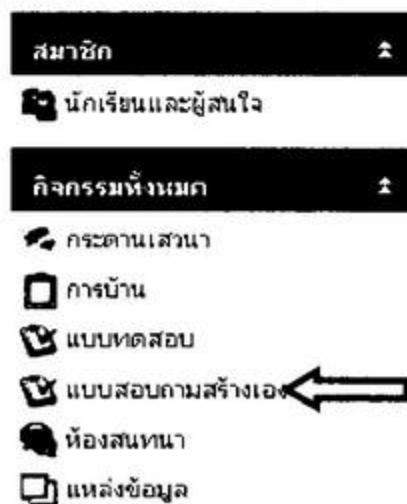 สมาชิก
นักเรียนและผู้สนใจ
กิจกรรมทั้งหมด
กระดานเสวนา
การบ้าน
แบบทดสอบ
แบบสอบถามสร้างเอง
ห้องสนทนา
แหล่งข้อมูล